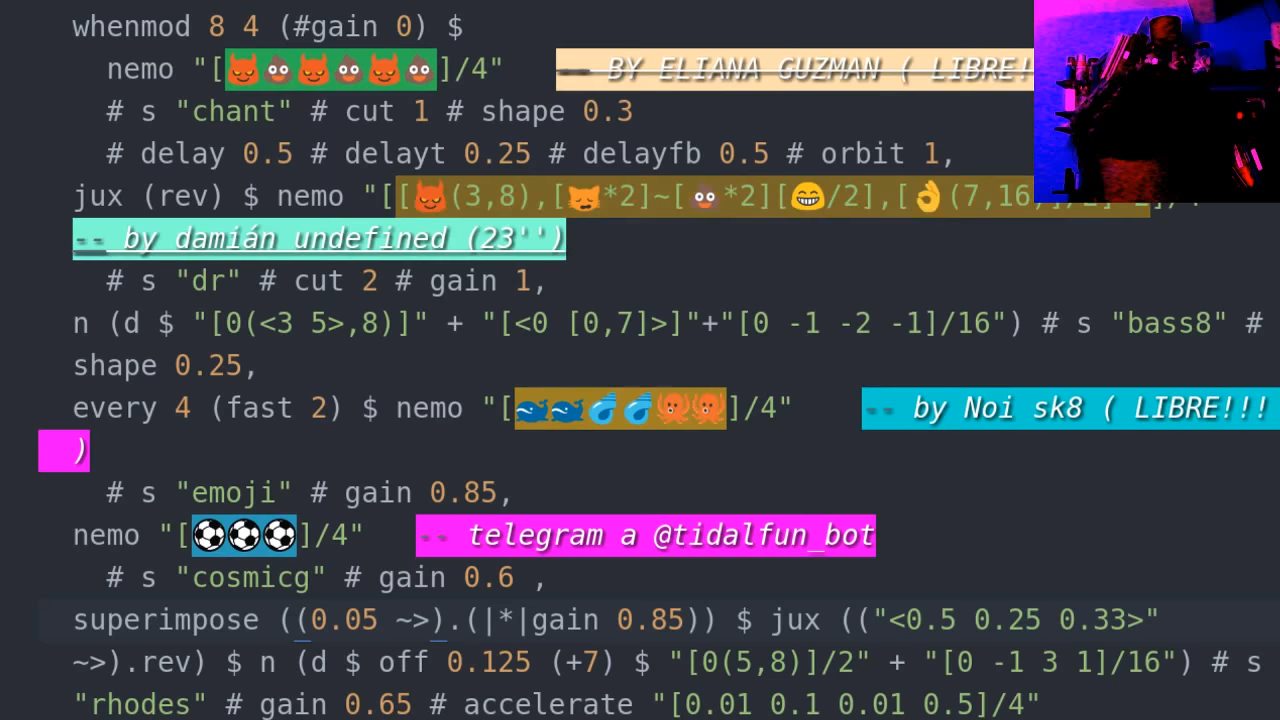 whenmod 8 4 (#gain 0) $
nemo "[👹💩👹💩👹💩]/4" -- BY ELIANA GUZMAN ( LIBRE!
# s "chant" # cut 1 # shape 0.3
# delay 0.5 # delayt 0.25 # delayfb 0.5 # orbit 1,
jux (rev) $ nemo "[[👹(3,8),[😿*2]~[💩*2][😁/2],[👌(7,16
-- by damián undefined (23'')
# s "dr" # cut 2 # gain 1,
n (d $ "[0(<3 5>,8)]" + "[<0 [0,7]>]"+"[0 -1 -2 -1]/16") # s "bass8" #
shape 0.25,
every 4 (fast 2) $ nemo "[🐋🐋💦💦🐙🐙]/4" -- by Noi sk8 ( LIBRE!!!
)
# s "emoji" # gain 0.85,
nemo "[⚽⚽⚽]/4" -- telegram a @tidalfun_bot
# s "cosmicg" # gain 0.6 ,
superimpose ((0.05 ~>).(|*|gain 0.85)) $ jux (("<0.5 0.25 0.33>"
~>).rev) $ n (d $ off 0.125 (+7) $ "[0(5,8)]/2" + "[0 -1 3 1]/16") # s
"rhodes" # gain 0.65 # accelerate "[0.01 0.1 0.01 0.5]/4"